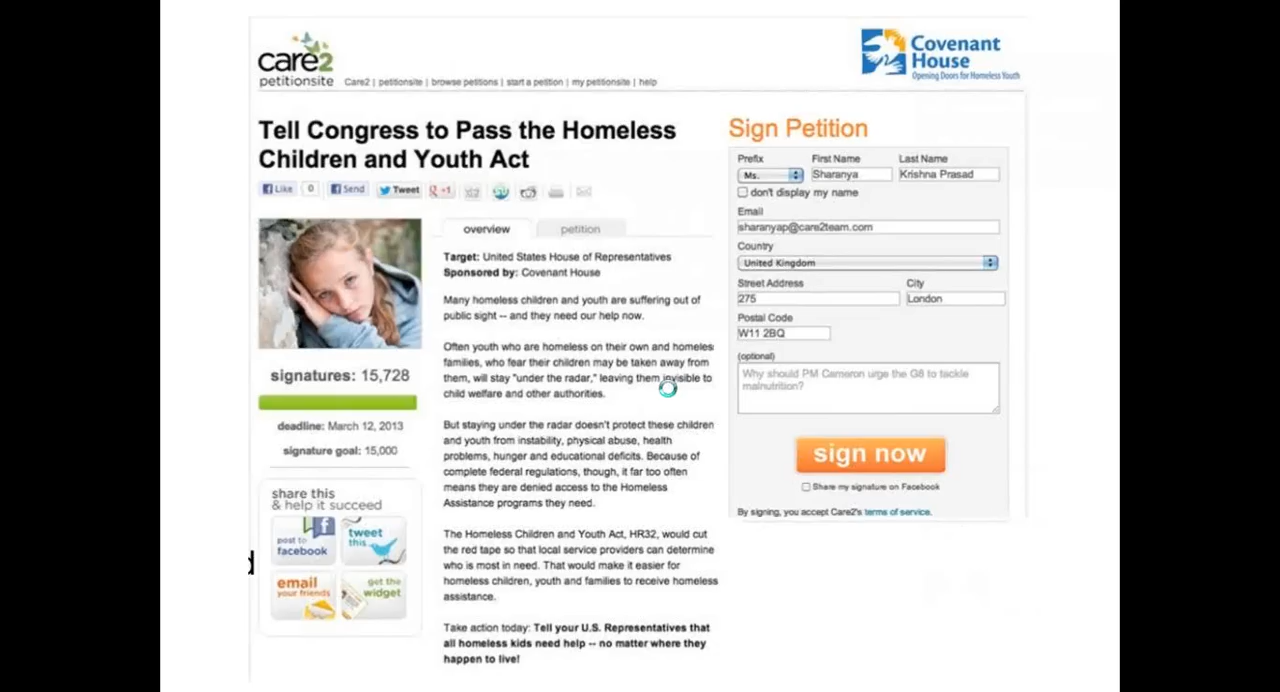 care2
petitionsite
Care2 | petitionsite | browse petitions | start a petition | my petitionsite | help
Covenant
House
Opening Doors for Homeless Youth
Tell Congress to Pass the Homeless
Children and Youth Act
Like 0 Send Tweet +1
signatures: 15,728
deadline: March 12, 2013
signature goal: 15,000
share this
& help it succeed
post to
facebook
tweet
this...
email
your friends
get the
widget
overview petition
Target: United States House of Representatives
Sponsored by: Covenant House
Many homeless children and youth are suffering out of
public sight -- and they need our help now.
Often youth who are homeless on their own and homeles
families, who fear their children may be taken away from
them, will stay "under the radar," leaving them invisible to
child welfare and other authorities.
But staying under the radar doesn't protect these children
and youth from instability, physical abuse, health
problems, hunger and educational deficits. Because of
complete federal regulations, though, it far too often
means they are denied access to the Homeless
Assistance programs they need.
The Homeless Children and Youth Act, HR32, would cut
the red tape so that local service providers can determine
who is most in need. That would make it easier for
homeless children, youth and families to receive homeless
assistance.
Take action today: Tell your U.S. Representatives that
all homeless kids need help -- no matter where they
happen to live!
Sign Petition
Prefix First Name Last Name
Ms. Sharanya Krishna Prasad
don't display my name
Email
sharanyap@care2team.com
Country
United Kingdom
Street Address City
275 London
Postal Code
W11 2BQ
(optional)
Why should PM Cameron urge the G8 to tackle
malnutrition?
sign now
Share my signature on Facebook
By signing, you accept Care2's terms of service.